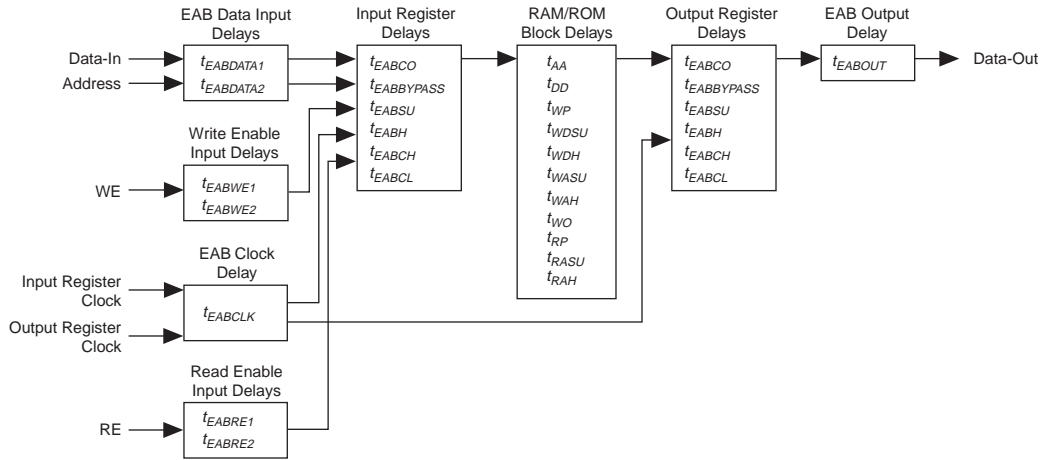 EAB Data Input
Delays
Data-In
Address
tEABDATA1
tEABDATA2
Write Enable
Input Delays
WE
tEABWE1
tEABWE2
EAB Clock
Delay
Input Register
Clock
Output Register
Clock
tEABCLK
Read Enable
Input Delays
RE
tEABRE1
tEABRE2
Input Register
Delays
tEABCO
tEABBYPASS
tEABSU
tEABH
tEABCH
tEABCL
RAM/ROM
Block Delays
tAA
tDD
tWP
tWDSU
tWDH
tWASU
tWAH
tWO
tRP
tRASU
tRAH
Output Register
Delays
tEABCO
tEABBYPASS
tEABSU
tEABH
tEABCH
tEABCL
EAB Output
Delay
tEABOUT
Data-Out